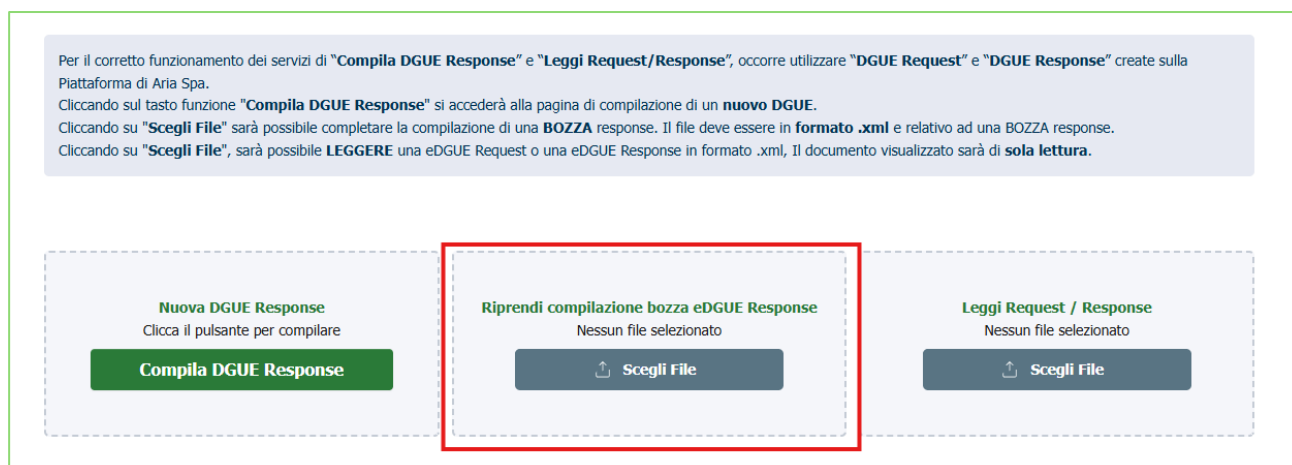 Per il corretto funzionamento dei servizi di “Compila DGUE Response” e “Leggi Request/Response”, occorre utilizzare “DGUE Request” e “DGUE Response” create sulla
Piattaforma di Aria Spa.
Cliccando sul tasto funzione "Compila DGUE Response" si accederà alla pagina di compilazione di un nuovo DGUE.
Cliccando su "Scegli File" sarà possibile completare la compilazione di una BOZZA response. Il file deve essere in formato .xml e relativo ad una BOZZA response.
Cliccando su "Scegli File", sarà possibile LEGGERE una eDGUE Request o una eDGUE Response in formato .xml, Il documento visualizzato sarà di sola lettura.
Nuova DGUE Response
Clicca il pulsante per compilare
Compila DGUE Response
Riprendi compilazione bozza eDGUE Response
Nessun file selezionato
Scegli File
Leggi Request / Response
Nessun file selezionato
Scegli File